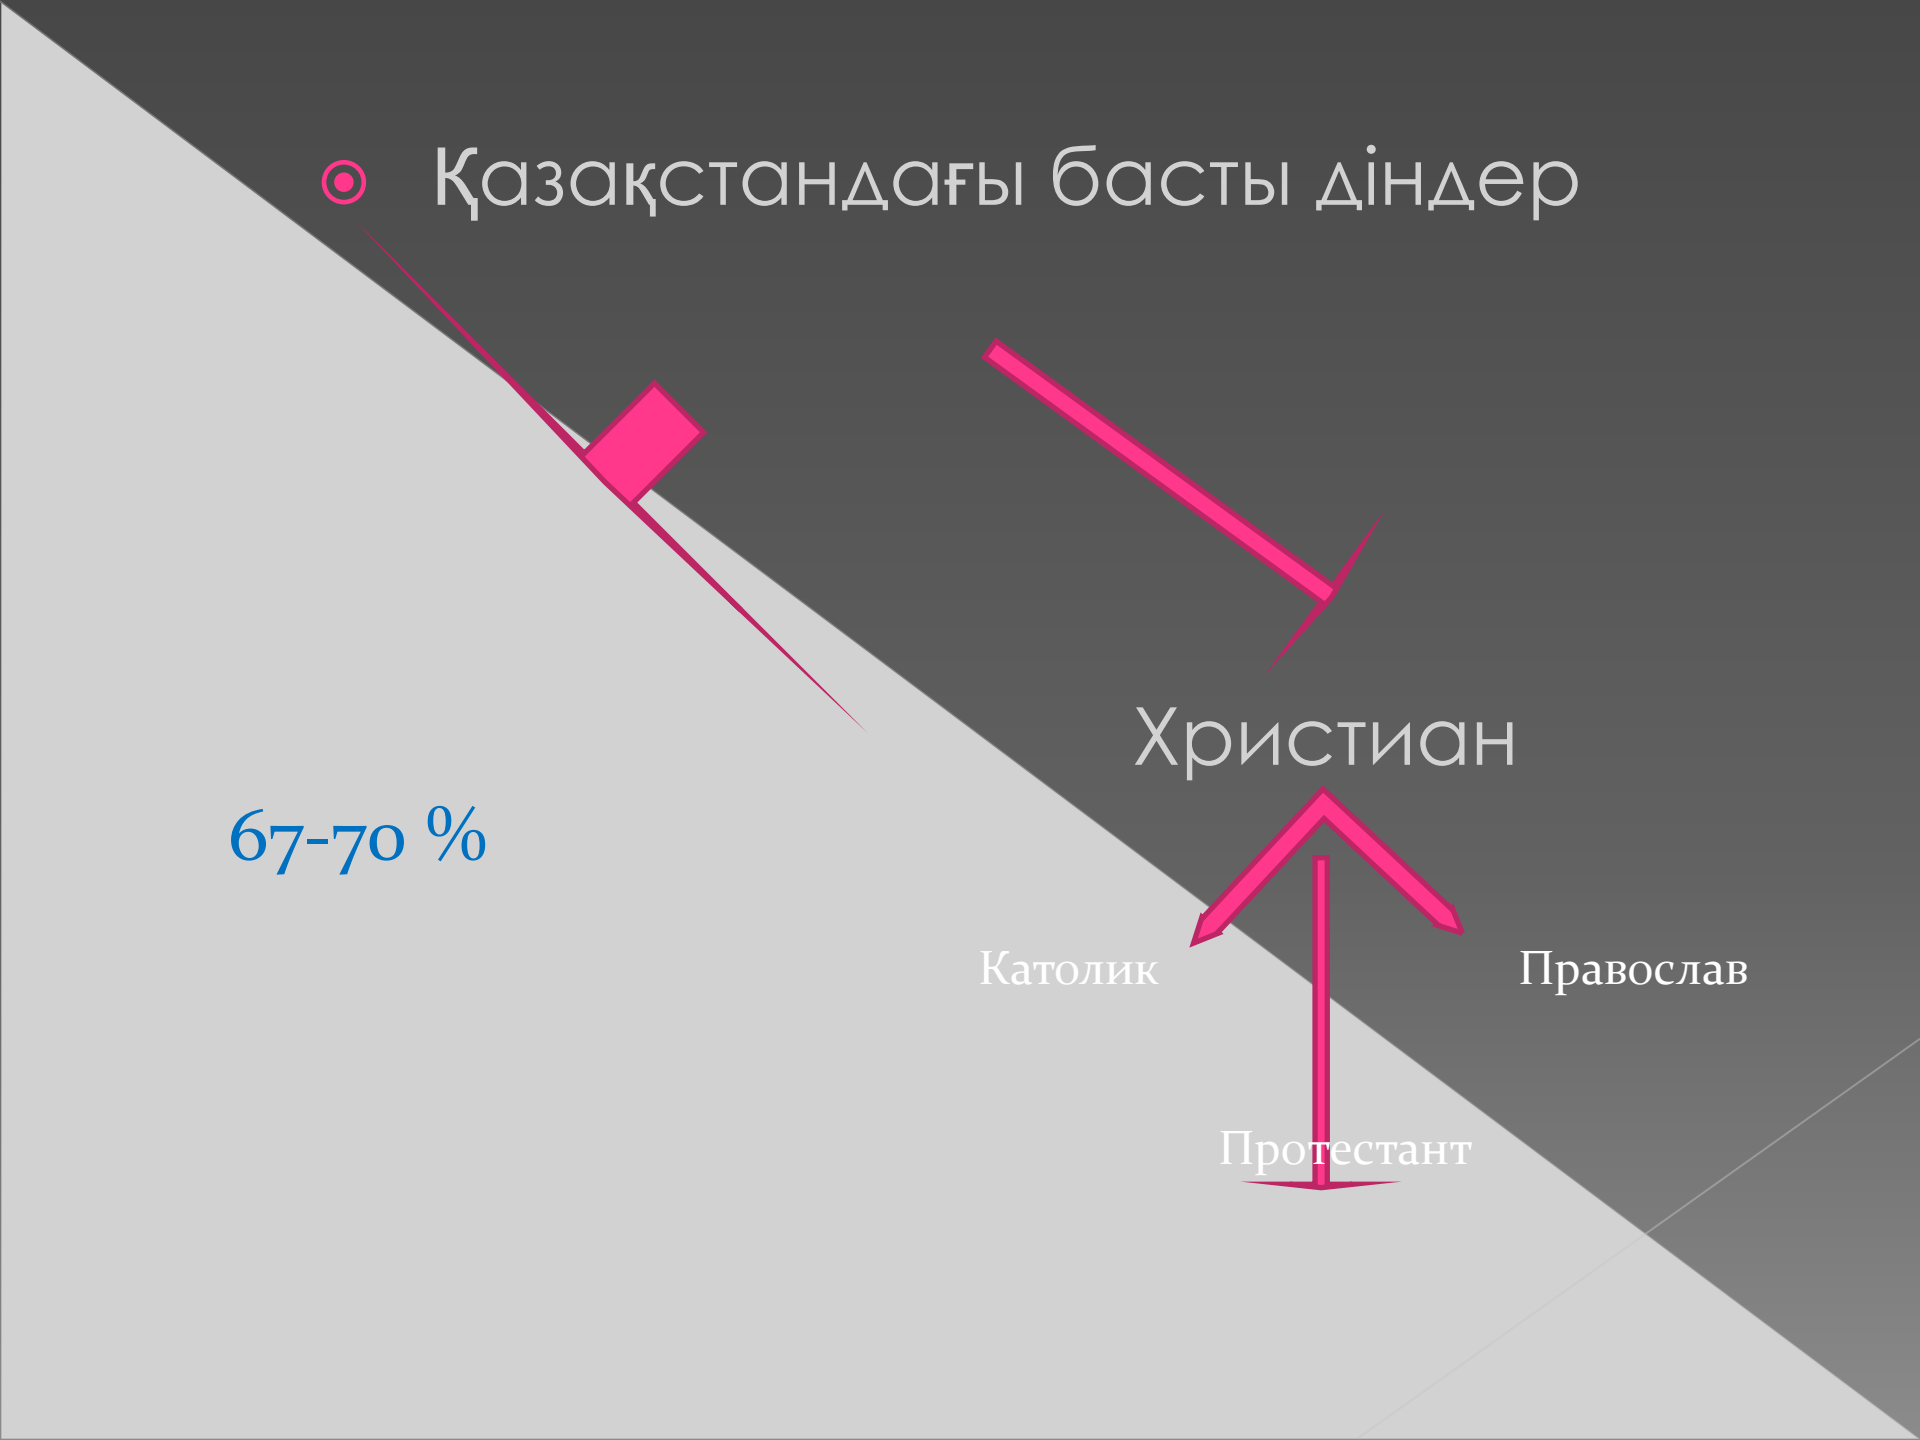 Қазақстандағы басты діндер
Христиан
67-70 %
Католик
Православ
Протестант